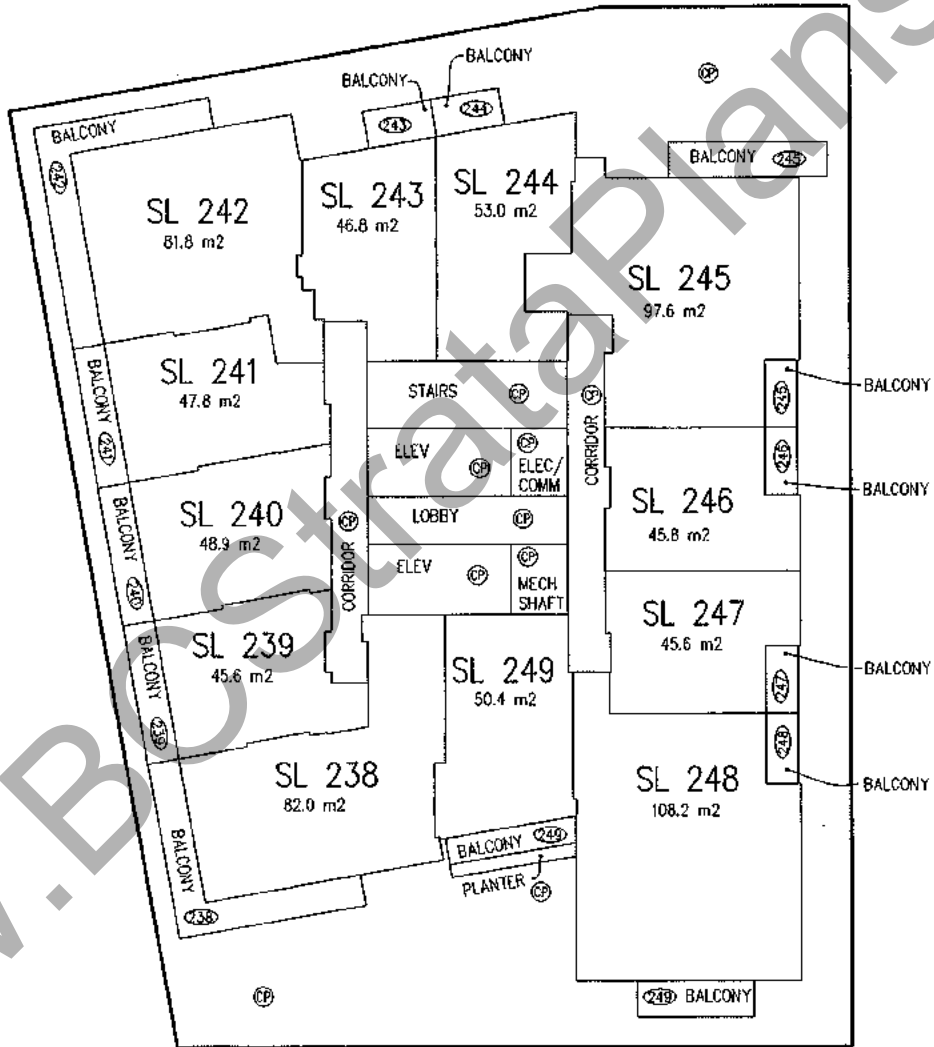 BALCONY
BALCONY
CP
243
244
BALCONY
242
BALCONY 245
SL 242
81.8 m2
SL 243
46.8 m2
SL 244
53.0 m2
SL 245
97.6 m2
SL 241
47.8 m2
BALCONY
241
STAIRS CP
CP
245
BALCONY
ELEV
CP
CP
ELEC/
COMM
CORRIDOR
246
BALCONY
SL 240
48.9 m2
BALCONY
240
CP
CORRIDOR
LOBBY CP
SL 246
45.8 m2
ELEV
CP
CP
MECH
SHAFT
SL 239
45.6 m2
BALCONY
239
SL 249
50.4 m2
SL 247
45.6 m2
BALCONY
247
SL 238
82.0 m2
248
BALCONY
SL 248
108.2 m2
BALCONY
238
BALCONY 249
PLANTER
CP
CP
249 BALCONY
.BCStrataPlans